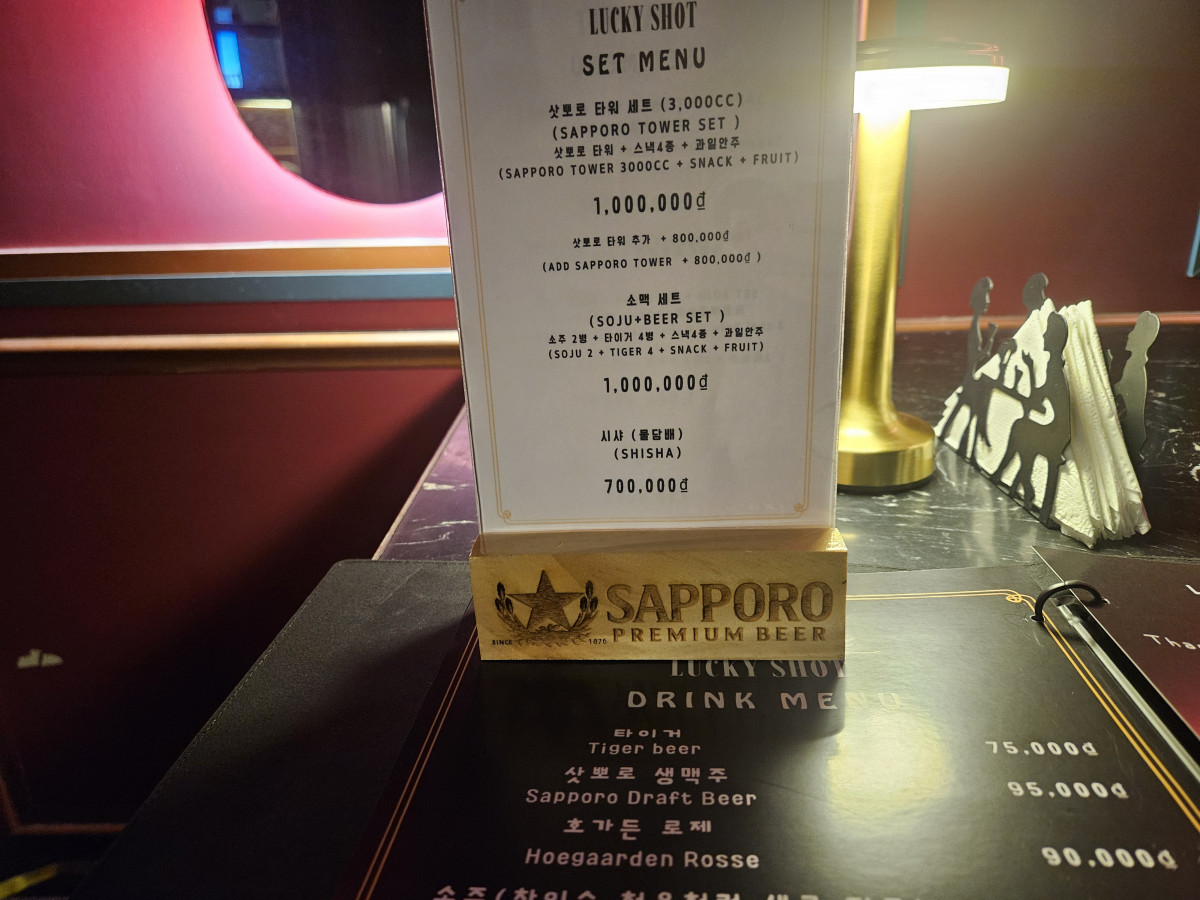 LUCKY SHOT
SET MENU
삿뽀로 타워 세트 (3,000CC)
(SAPPORO TOWER SET )
삿뽀로 타워 + 스낵4종 + 과일안주
(SAPPORO TOWER 3000CC + SNACK + FRUIT)
1,000,000₫
삿뽀로 타워 추가 + 800,000₫
(ADD SAPPORO TOWER + 800,000₫ )
소맥 세트
(SOJU+BEER SET )
소주 2병 + 타이거 4병 + 스낵4종 + 과일안주
(SOJU 2 + TIGER 4 + SNACK + FRUIT)
1,000,000₫
시샤 (물담배)
(SHISHA)
700,000₫
SAPPORO
SINCE 1876
PREMIUM BEER
LUCKY SHOT
DRINK MENU
타이거
Tiger beer 75,000₫
삿뽀로 생맥주
Sapporo Draft Beer 95,000₫
호가든 로제
Hoegaarden Rosse 90,000₫